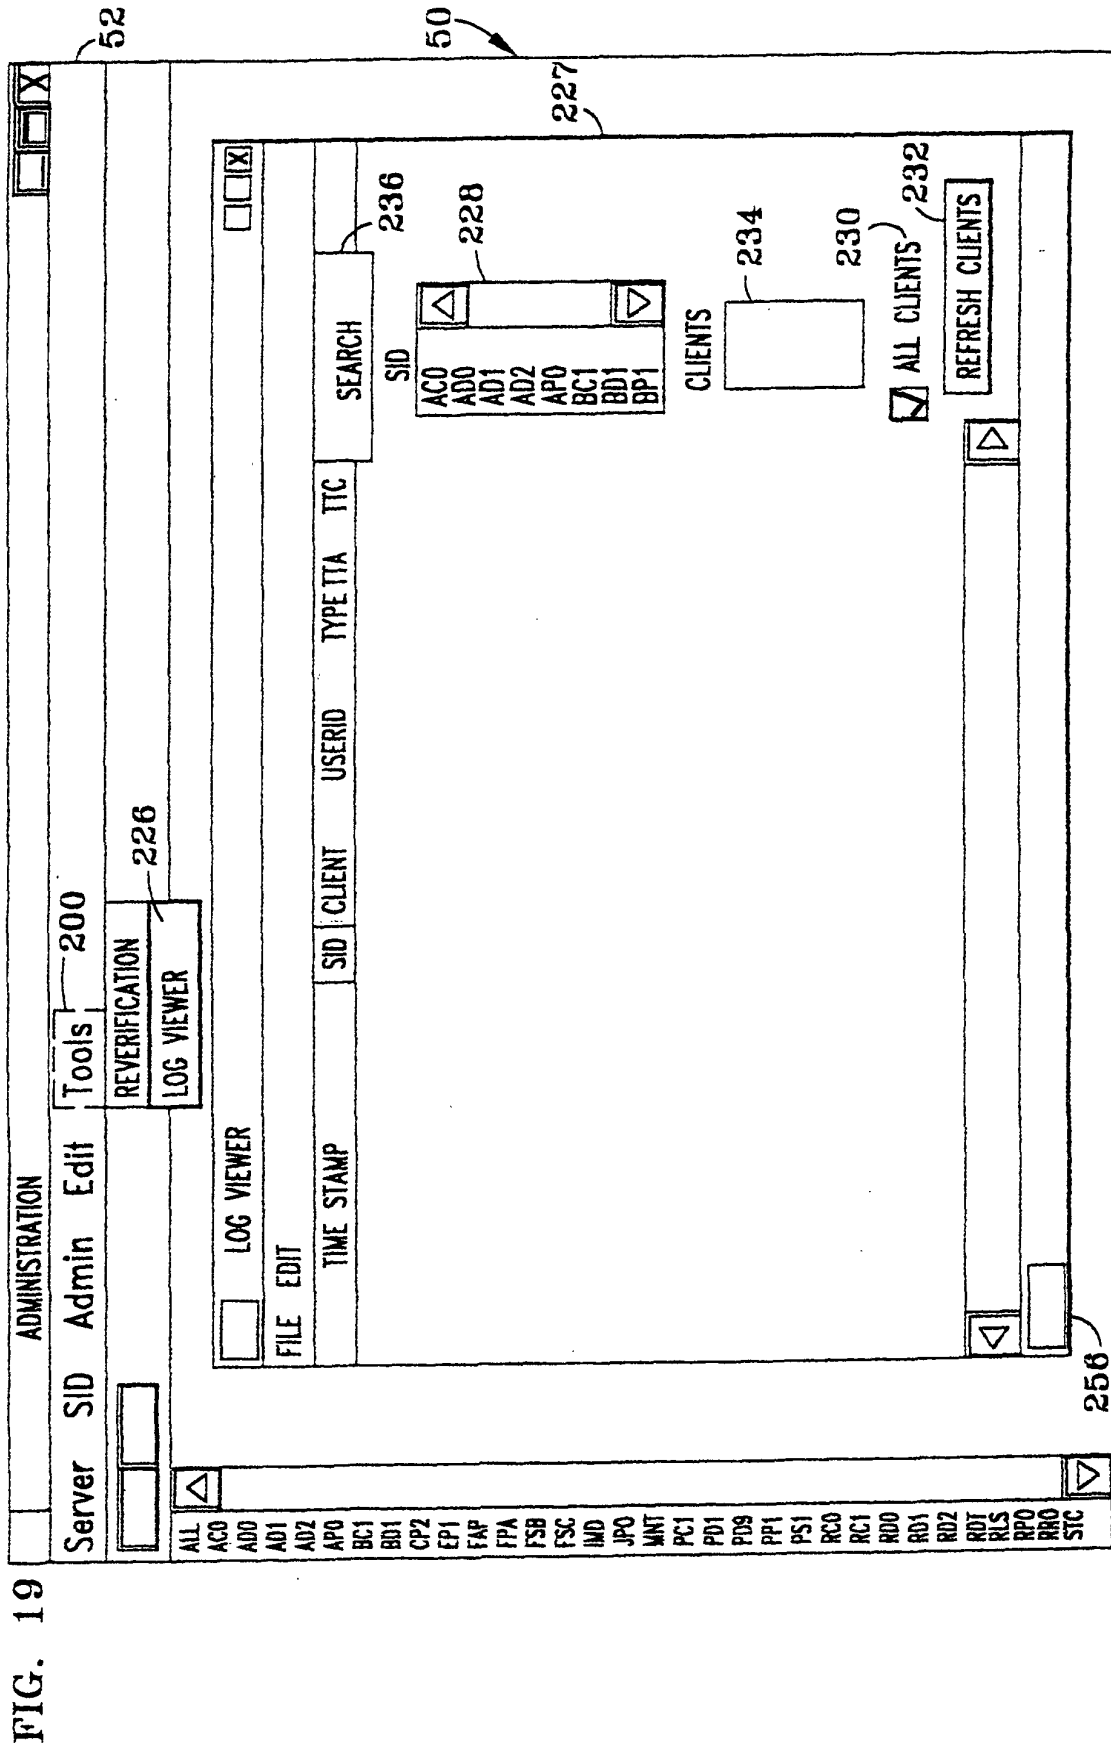 FIG. 19
ADMINISTRATION
X
52
Server SID Admin Edit Tools
200
REVERIFICATION
LOG VIEWER
226
50
227
ALL
AC0
AD0
AD1
AD2
AP0
BC1
BD1
CP2
EP1
FAP
FPA
FSB
FSC
IMD
JPO
MNT
PC1
PD1
PD9
PP1
PS1
RC0
RC1
RD0
RD1
RD2
RDT
RLS
RPO
RRO
STC
LOG VIEWER
X
FILE EDIT
TIME STAMP SID CLIENT USERID TYPE TTA TTC
SEARCH
236
SID
AC0
AD0
AD1
AD2
AP0
BC1
BD1
BP1
228
CLIENTS
234
ALL CLIENTS
230
REFRESH CLIENTS
232
256